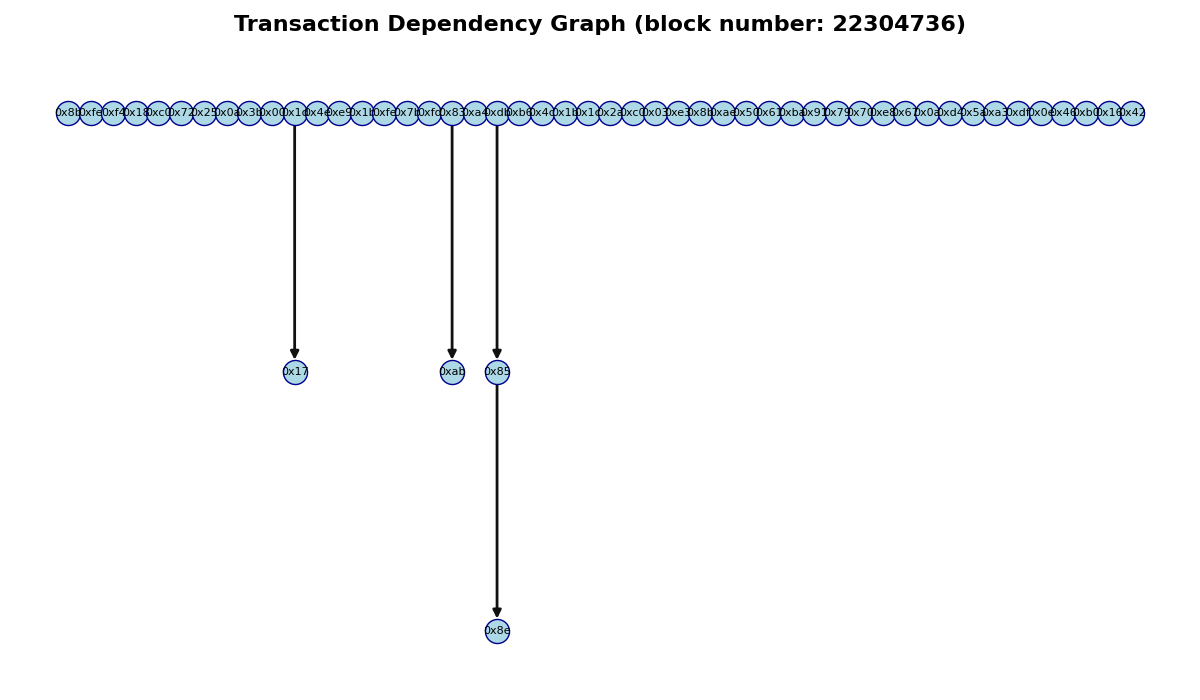 Transaction Dependency Graph (block number: 22304736)
0x8b 0xfe 0xf4 0x18 0xc0 0x72 0x25 0x0a 0x3b 0x00 0x1d 0x4e 0xe9 0x1b 0xfe 0x7b 0xfc 0x83 0xa4 0xdb 0xb6 0x4c 0x1b 0x1c 0x2a 0xc0 0x03 0xe3 0x8b 0xae 0x50 0x61 0xba 0x91 0x79 0x70 0xe8 0x67 0x0a 0xd4 0x5a 0xa3 0xdf 0x0e 0x46 0xb0 0x16 0x42
0x17 0xab 0x85
0x8e